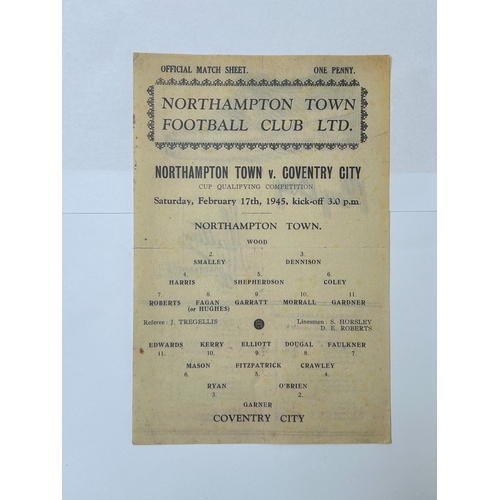 OFFICIAL MATCH SHEET. ONE PENNY.
NORTHAMPTON TOWN
FOOTBALL CLUB LTD.
NORTHAMPTON TOWN v. COVENTRY CITY
CUP QUALIFYING COMPETITION
Saturday, February 17th, 1945, kick-off 3.0 p.m.
NORTHAMPTON TOWN.
WOOD
2. 3.
SMALLEY DENNISON
4. 5. 6.
HARRIS SHEPHERDSON COLEY
7. 8. 9. 10. 11.
ROBERTS FAGAN GARRATT MORRALL GARDNER
(or HUGHES)
Referee : J. TREGELLIS Linesmen : S. HORSLEY
D. E. ROBERTS
EDWARDS KERRY ELLIOTT DOUGAL FAULKNER
11. 10. 9. 8. 7.
MASON FITZPATRICK CRAWLEY
6. 5. 4.
RYAN O'BRIEN
3. 2.
GARNER
COVENTRY CITY